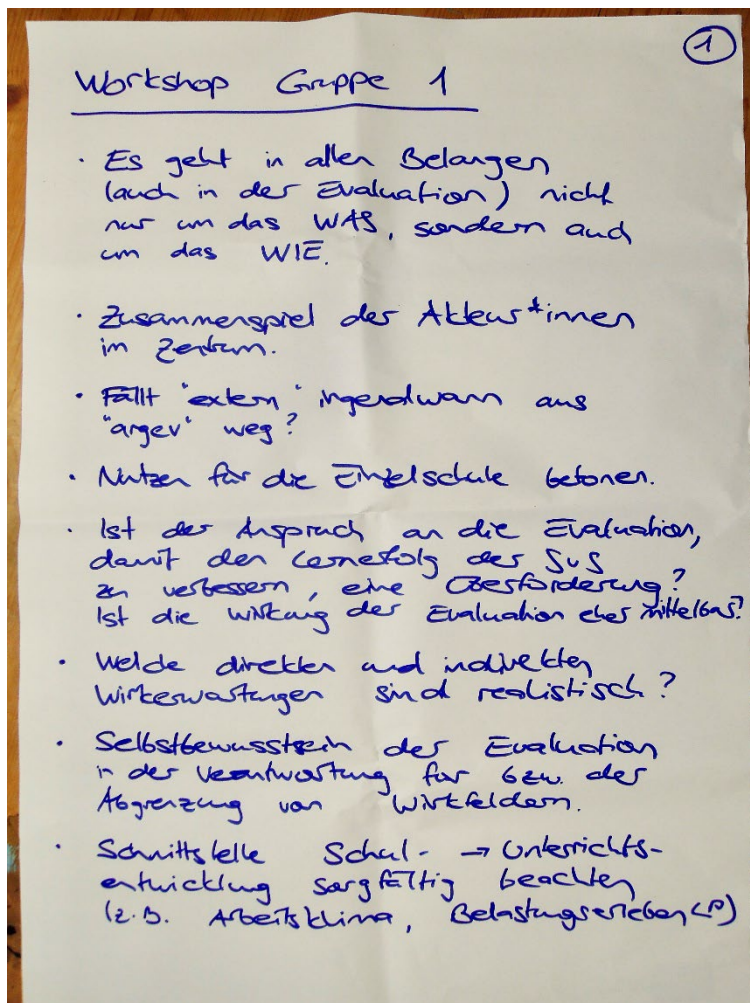 1
Workshop Gruppe 1
· Es geht in allen Belangen
(auch in der Evaluation) nicht
nur um das WAS, sondern auch
um das WIE.
· Zusammenspiel der Akteur*innen
im Zentrum.
· Fällt "extern" irgendwann aus
"argev" weg?
· Nutzen für die Einzelschule betonen.
· Ist der Anspruch an die Evaluation,
damit den Lernerfolg der SuS
zu verbessern, eine Überforderung?
Ist die Wirkung der Evaluation eher mittelbar?
· Welche direkten und indirekten
Wirkerwartungen sind realistisch?
· Selbstbewusstsein der Evaluation
in der Verantwortung für bzw. der
Abgrenzung von Wirkfeldern.
· Schnittstelle Schul- → Unterrichts-
entwicklung sorgfältig beachten
(z.B. Arbeitsklima, Belastungserleben LP)